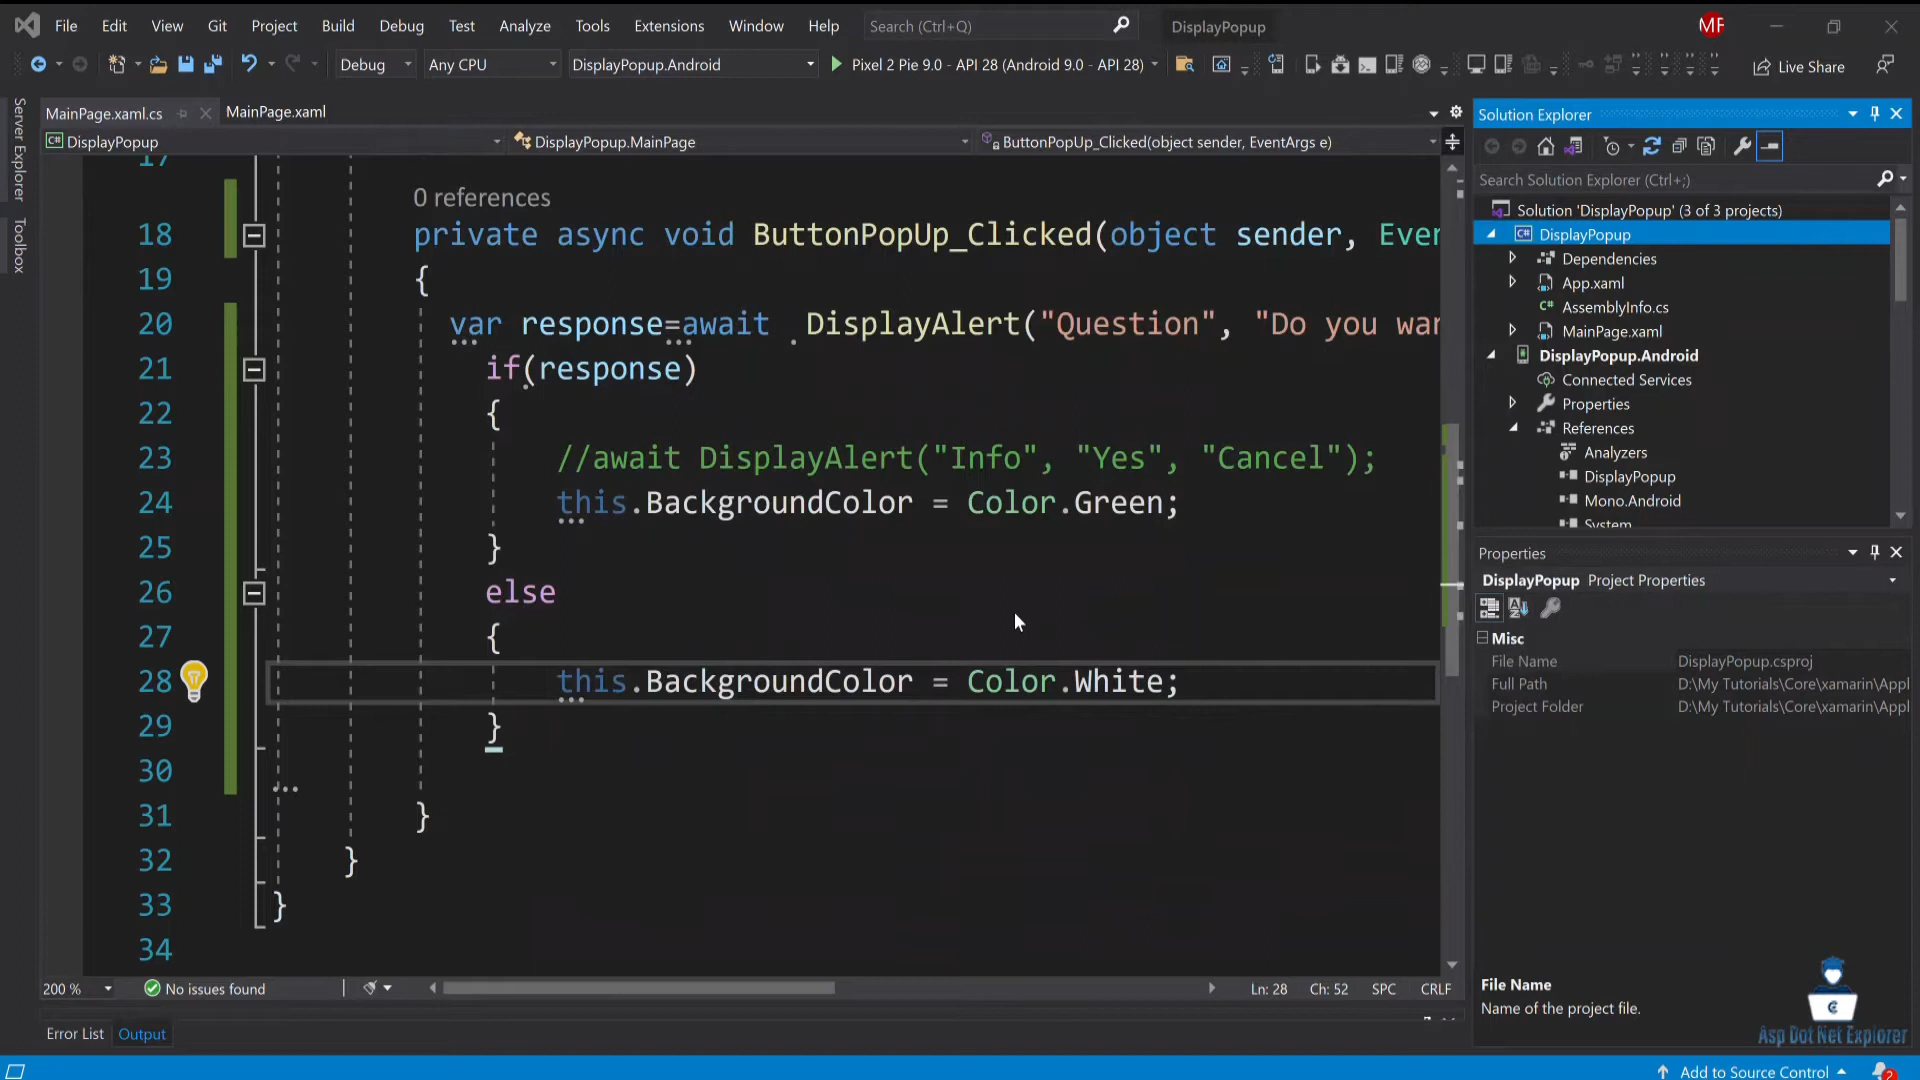 File Edit View Git Project Build Debug Test Analyze Tools Extensions Window Help Search (Ctrl+Q) DisplayPopup MF
Debug Any CPU DisplayPopup.Android Pixel 2 Pie 9.0 - API 28 (Android 9.0 - API 28) Live Share
Server Explorer
Toolbox
MainPage.xaml.cs MainPage.xaml
DisplayPopup DisplayPopup.MainPage ButtonPopUp_Clicked(object sender, EventArgs e)
17
0 references
18 private async void ButtonPopUp_Clicked(object sender, Even
19 {
20 var response=await DisplayAlert("Question", "Do you wan
21 if(response)
22 {
23 //await DisplayAlert("Info", "Yes", "Cancel");
24 this.BackgroundColor = Color.Green;
25 }
26 else
27 {
28 this.BackgroundColor = Color.White;
29 }
30
31 }
32 }
33 }
34
200 % No issues found Ln: 28 Ch: 52 SPC CRLF
Error List Output
Solution Explorer
Search Solution Explorer (Ctrl+;)
Solution 'DisplayPopup' (3 of 3 projects)
DisplayPopup
Dependencies
App.xaml
AssemblyInfo.cs
MainPage.xaml
DisplayPopup.Android
Connected Services
Properties
References
Analyzers
DisplayPopup
Mono.Android
System
Properties
DisplayPopup Project Properties
Misc
File Name DisplayPopup.csproj
Full Path D:\My Tutorials\Core\xamarin\Appl
Project Folder D:\My Tutorials\Core\xamarin\Appl
File Name
Name of the project file.
Asp Dot Net Explorer
Add to Source Control 2